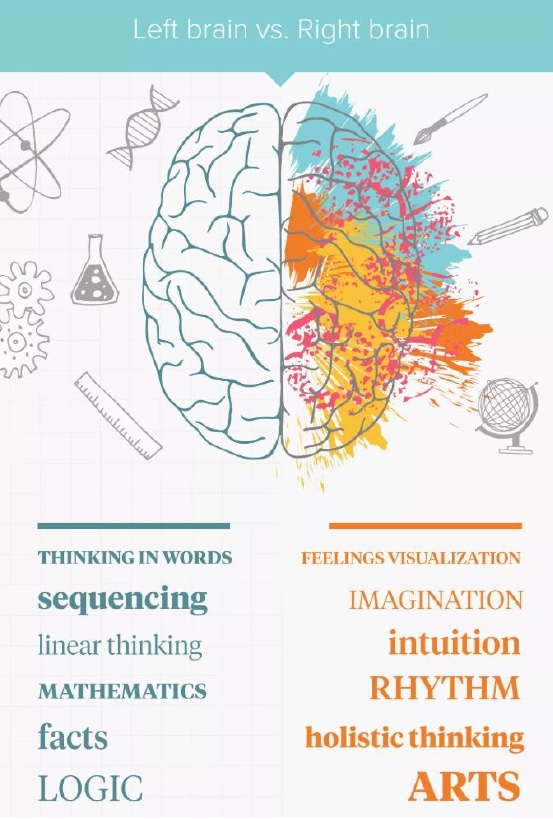 Left brain vs. Right brain
THINKING IN WORDS
sequencing
linear thinking
MATHEMATICS
facts
LOGIC
FEELINGS VISUALIZATION
IMAGINATION
intuition
RHYTHM
holistic thinking
ARTS